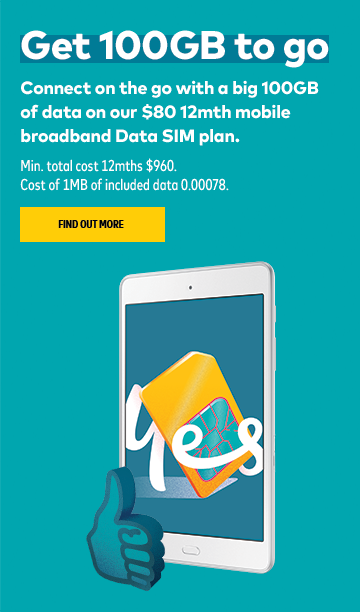 Get 100GB to go
Connect on the go with a big 100GB
of data on our $80 12mth mobile
broadband Data SIM plan.
Min. total cost 12mths $960.
Cost of 1MB of included data 0.00078.
FIND OUT MORE
yes